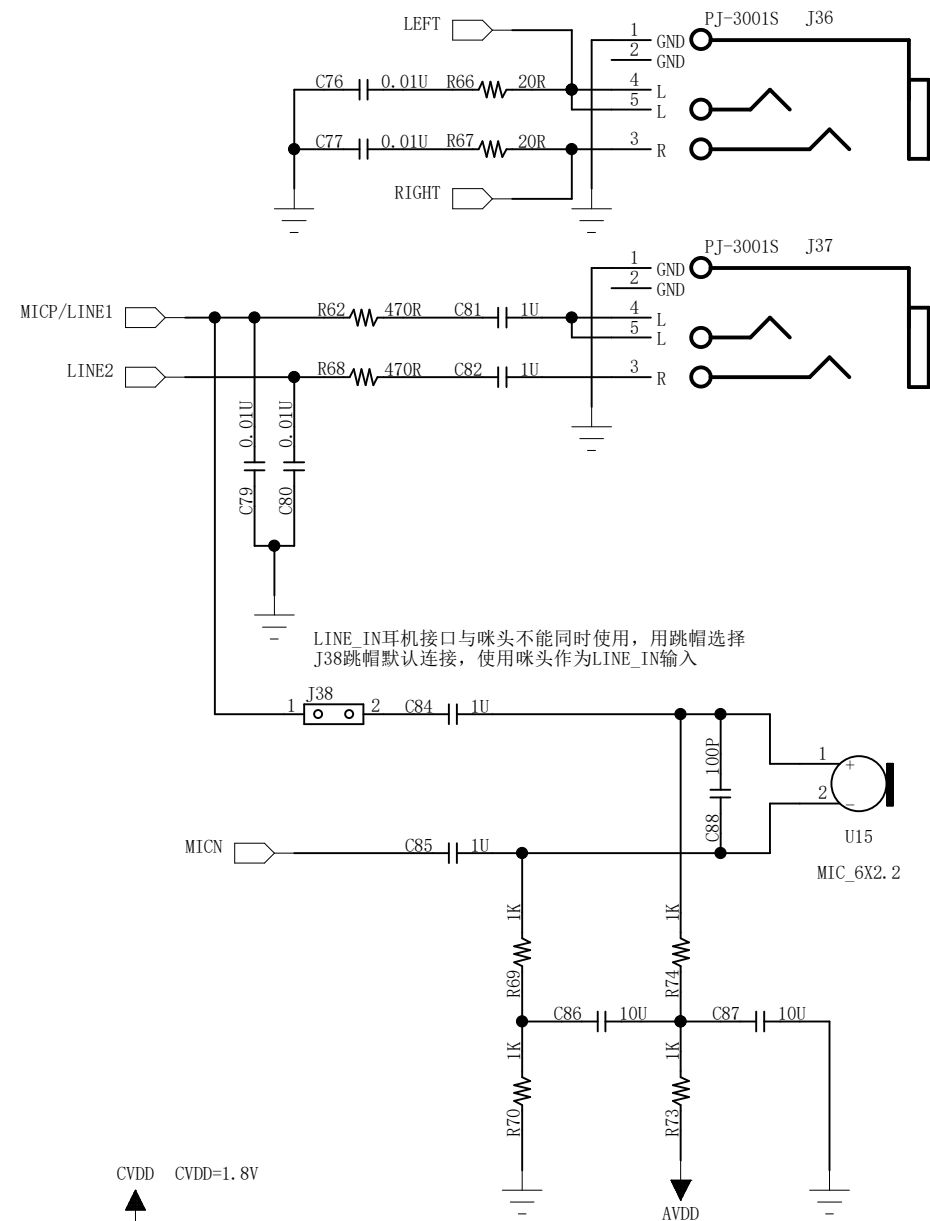 LEFT
PJ-3001S J36
1 GND
2 GND
C76 0.01U R66 20R 4 L
5 L
C77 0.01U R67 20R 3 R
RIGHT
PJ-3001S J37
1 GND
2 GND
MICP/LINE1 R62 470R C81 1U 4 L
5 L
LINE2 R68 470R C82 1U 3 R
0.01U 0.01U
C79 C80
LINE_IN耳机接口与咪头不能同时使用，用跳帽选择
J38跳帽默认连接，使用咪头作为LINE_IN输入
J38
1 2 C84 1U
100P 1 +
C88 2 −
U15
MIC_6X2.2
MICN C85 1U
1K 1K
R69 R74
C86 10U C87 10U
1K 1K
R70 R73
CVDD CVDD=1.8V
AVDD